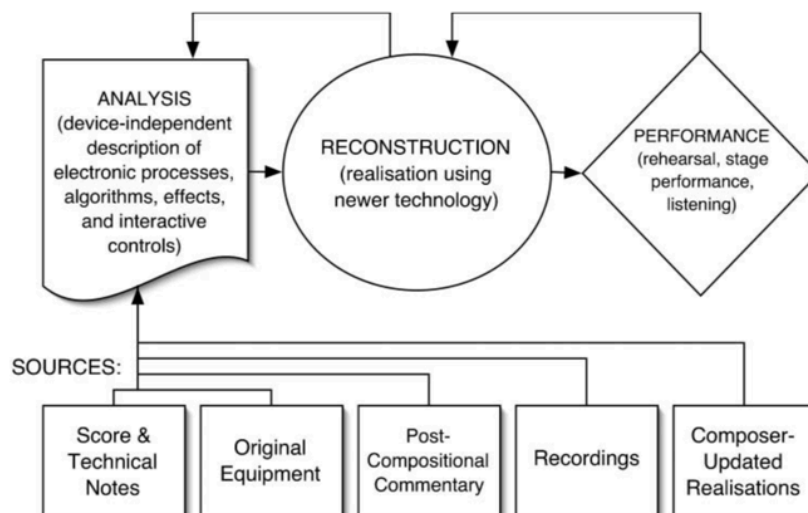 ANALYSIS
(device-independent
description of
electronic processes,
algorithms, effects,
and interactive
controls)
RECONSTRUCTION
(realisation using
newer technology)
PERFORMANCE
(rehearsal, stage
performance,
listening)
SOURCES:
Score &
Technical
Notes
Original
Equipment
Post-
Compositional
Commentary
Recordings
Composer-
Updated
Realisations